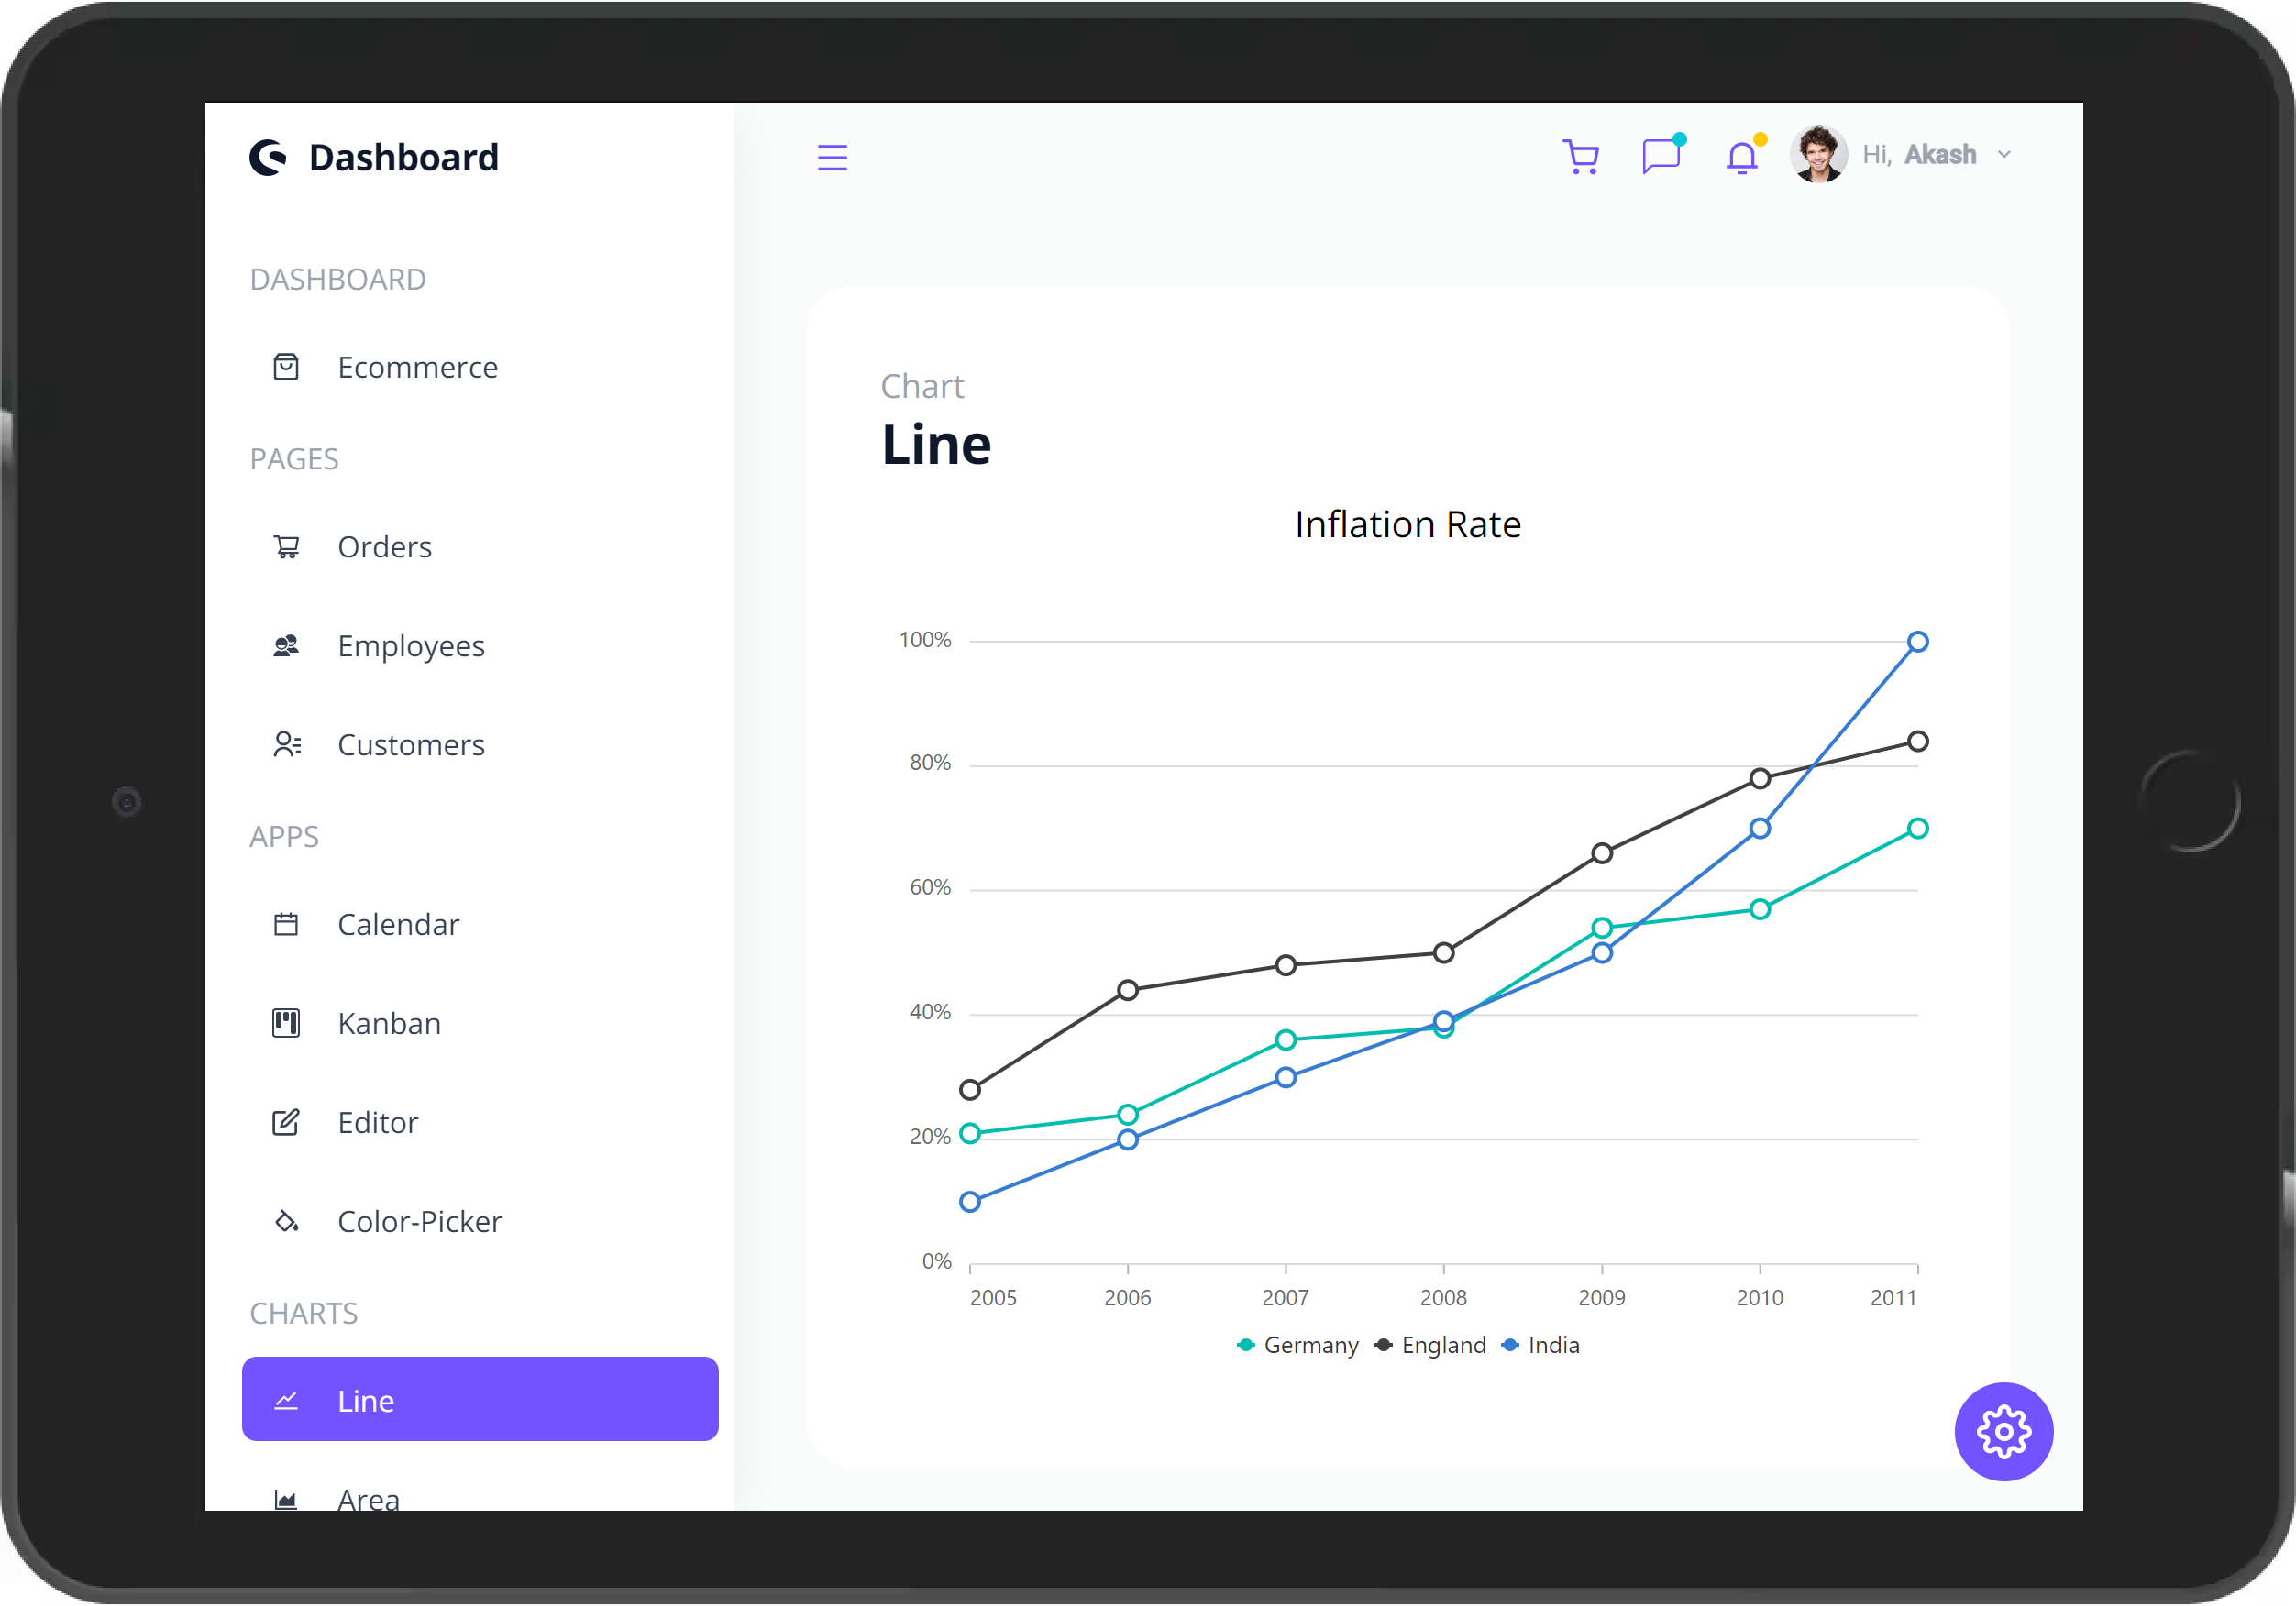 Dashboard
Hi, Akash
DASHBOARD
Ecommerce
PAGES
Orders
Employees
Customers
APPS
Calendar
Kanban
Editor
Color-Picker
CHARTS
Line
Area
Chart
Line
Inflation Rate
100%
80%
60%
40%
20%
0%
2005 2006 2007 2008 2009 2010 2011
Germany England India